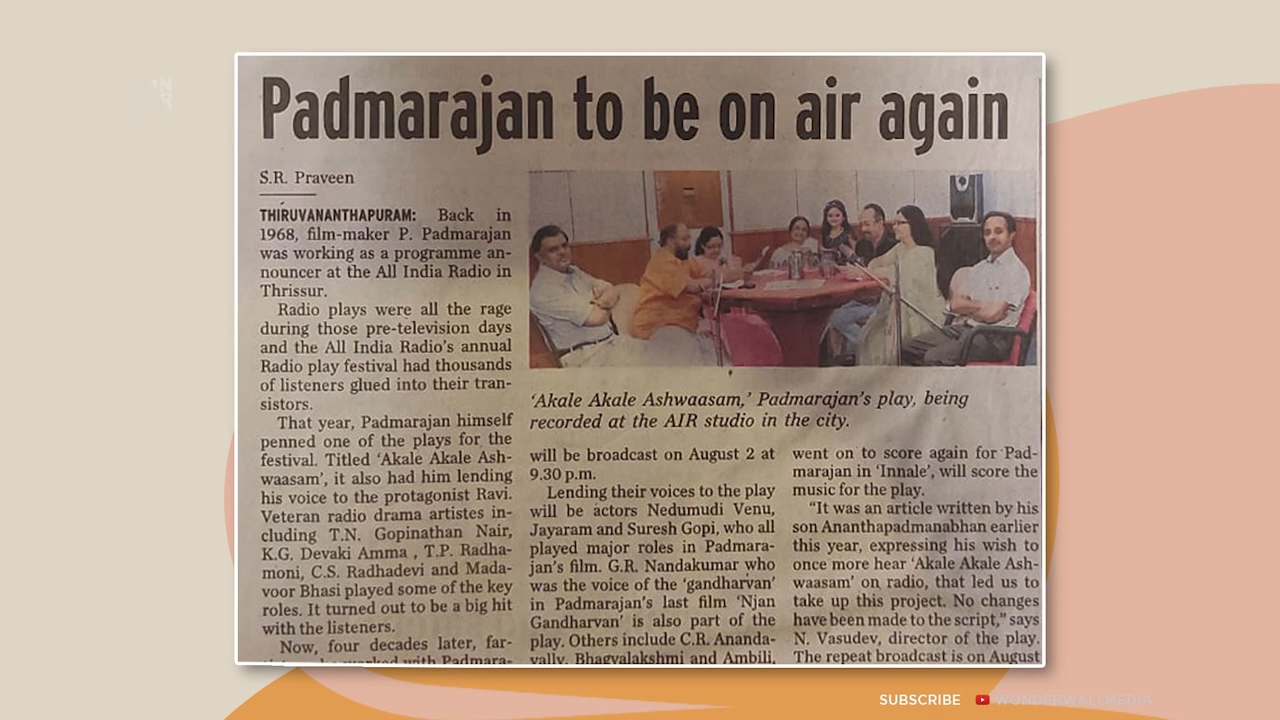 Padmarajan to be on air again
S.R. Praveen
THIRUVANANTHAPURAM: Back in
1968, film-maker P. Padmarajan
was working as a programme an-
nouncer at the All India Radio in
Thrissur.
Radio plays were all the rage
during those pre-television days
and the All India Radio's annual
Radio play festival had thousands
of listeners glued into their tran-
sistors.
That year, Padmarajan himself
penned one of the plays for the
festival. Titled 'Akale Akale Ash-
waasam', it also had him lending
his voice to the protagonist Ravi.
Veteran radio drama artistes in-
cluding T.N. Gopinathan Nair,
K.G. Devaki Amma , T.P. Radha-
moni, C.S. Radhadevi and Mada-
voor Bhasi played some of the key
roles. It turned out to be a big hit
with the listeners.
Now, four decades later, far-
worked with Padmara-
'Akale Akale Ashwaasam,' Padmarajan's play, being
recorded at the AIR studio in the city.
will be broadcast on August 2 at
9.30 p.m.
Lending their voices to the play
will be actors Nedumudi Venu,
Jayaram and Suresh Gopi, who all
played major roles in Padmara-
jan's film. G.R. Nandakumar who
was the voice of the 'gandharvan'
in Padmarajan's last film 'Njan
Gandharvan' is also part of the
play. Others include C.R. Ananda-
vally, Bhagyalakshmi and Ambili,
went on to score again for Pad-
marajan in 'Innale', will score the
music for the play.
"It was an article written by his
son Ananthapadmanabhan earlier
this year, expressing his wish to
once more hear 'Akale Akale Ash-
waasam' on radio, that led us to
take up this project. No changes
have been made to the script," says
N. Vasudev, director of the play.
The repeat broadcast is on August
SUBSCRIBE WONDERWALLMEDIA